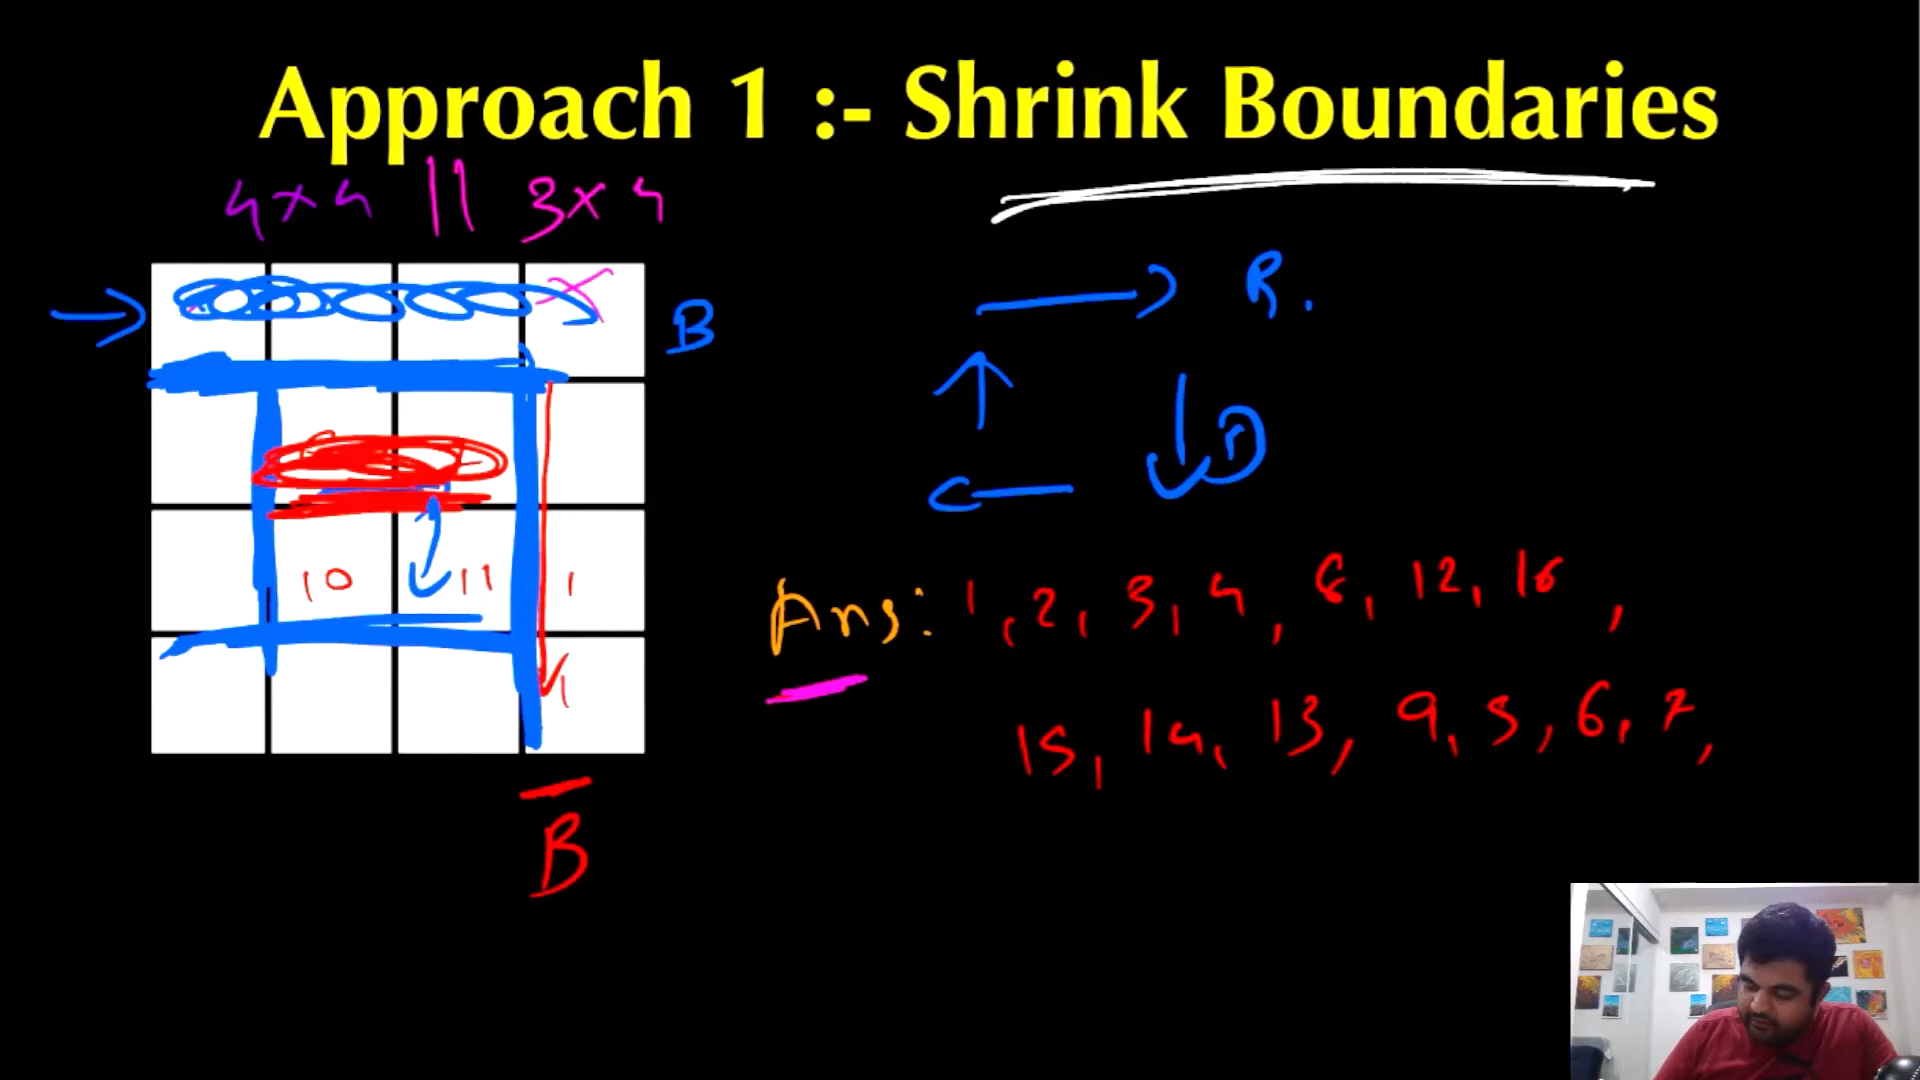 Approach 1 :- Shrink Boundaries
4 x 4 || 3 x 4
B
R.
D
10 11 1
Ans: 1, 2, 3, 4, 8, 12, 16,
15, 14, 13, 9, 5, 6, 7,
B